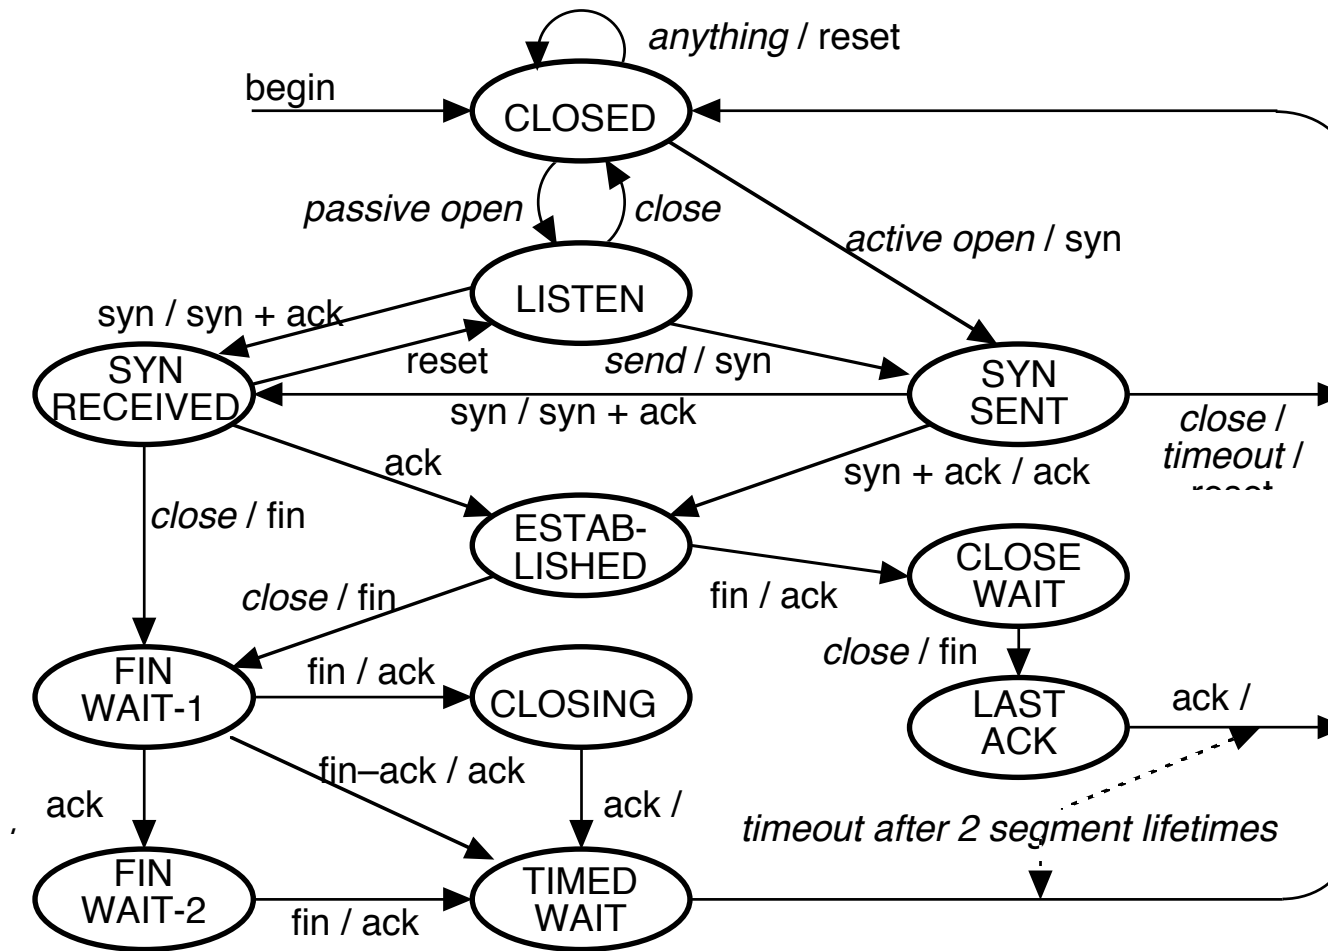 anything / reset
begin
CLOSED
passive open
close
active open / syn
LISTEN
syn / syn + ack
reset
send / syn
SYN
RECEIVED
SYN
SENT
syn / syn + ack
close /
timeout /
reset
ack
syn + ack / ack
close / fin
ESTAB-
LISHED
CLOSE
WAIT
close / fin
fin / ack
close / fin
FIN
WAIT-1
fin / ack
CLOSING
LAST
ACK
ack /
fin–ack / ack
ack
ack /
timeout after 2 segment lifetimes
FIN
WAIT-2
fin / ack
TIMED
WAIT